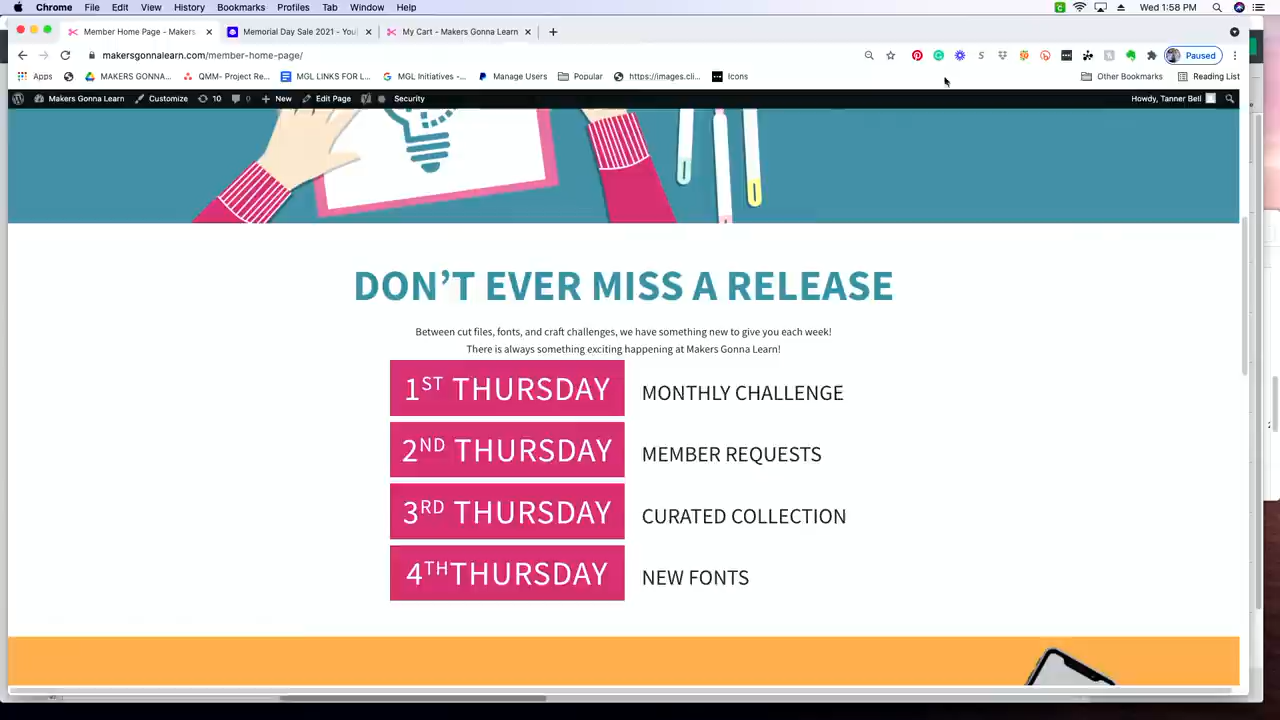 Chrome File Edit View History Bookmarks Profiles Tab Window Help Wed 1:58 PM
Member Home Page - Makers Memorial Day Sale 2021 - You My Cart - Makers Gonna Learn
makersgonnalearn.com/member-home-page/ Paused
Apps MAKERS GONNA... QMM- Project Re... MGL LINKS FOR L... MGL Initiatives -... Manage Users Popular https://images.cli... Icons Other Bookmarks Reading List
Makers Gonna Learn Customize 10 0 New Edit Page Security Howdy, Tanner Bell
DON'T EVER MISS A RELEASE
Between cut files, fonts, and craft challenges, we have something new to give you each week!
There is always something exciting happening at Makers Gonna Learn!
1ST THURSDAY MONTHLY CHALLENGE
2ND THURSDAY MEMBER REQUESTS
3RD THURSDAY CURATED COLLECTION
4THTHURSDAY NEW FONTS